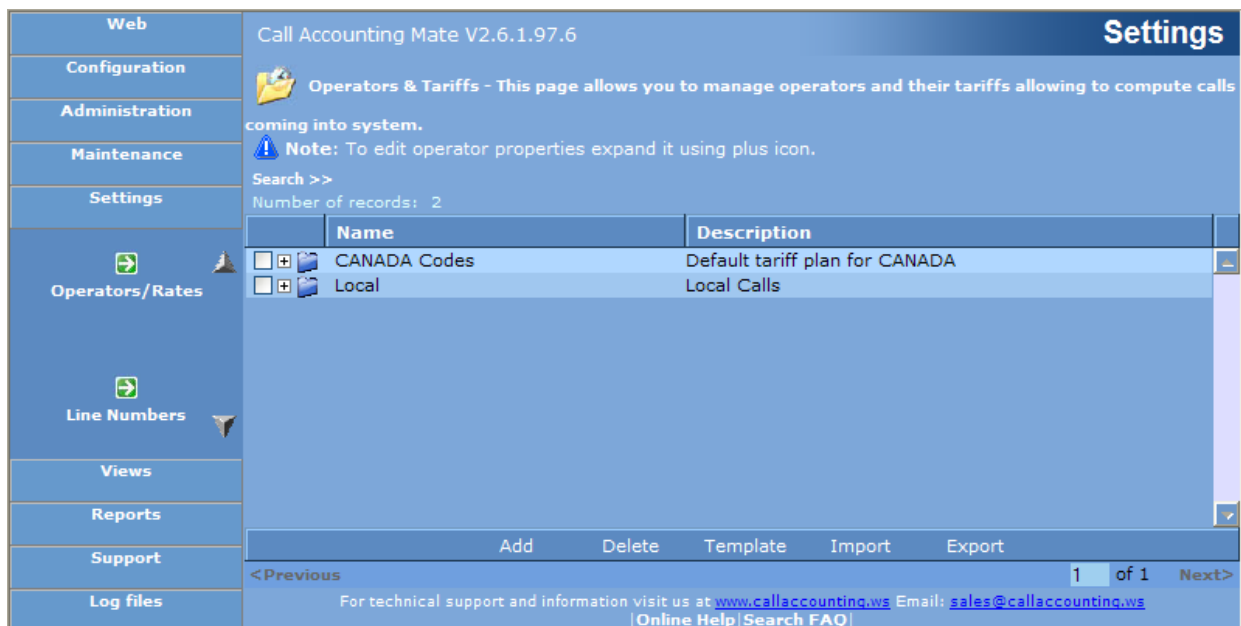 Web
Configuration
Administration
Maintenance
Settings
Operators/Rates
Line Numbers
Views
Reports
Support
Log files
Call Accounting Mate V2.6.1.97.6
Settings
Operators & Tariffs - This page allows you to manage operators and their tariffs allowing to compute calls
coming into system.
Note: To edit operator properties expand it using plus icon.
Search >>
Number of records: 2
Name Description
CANADA Codes Default tariff plan for CANADA
Local Local Calls
Add Delete Template Import Export
<Previous 1 of 1 Next>
For technical support and information visit us at www.callaccounting.ws Email: sales@callaccounting.ws
|Online Help|Search FAQ|